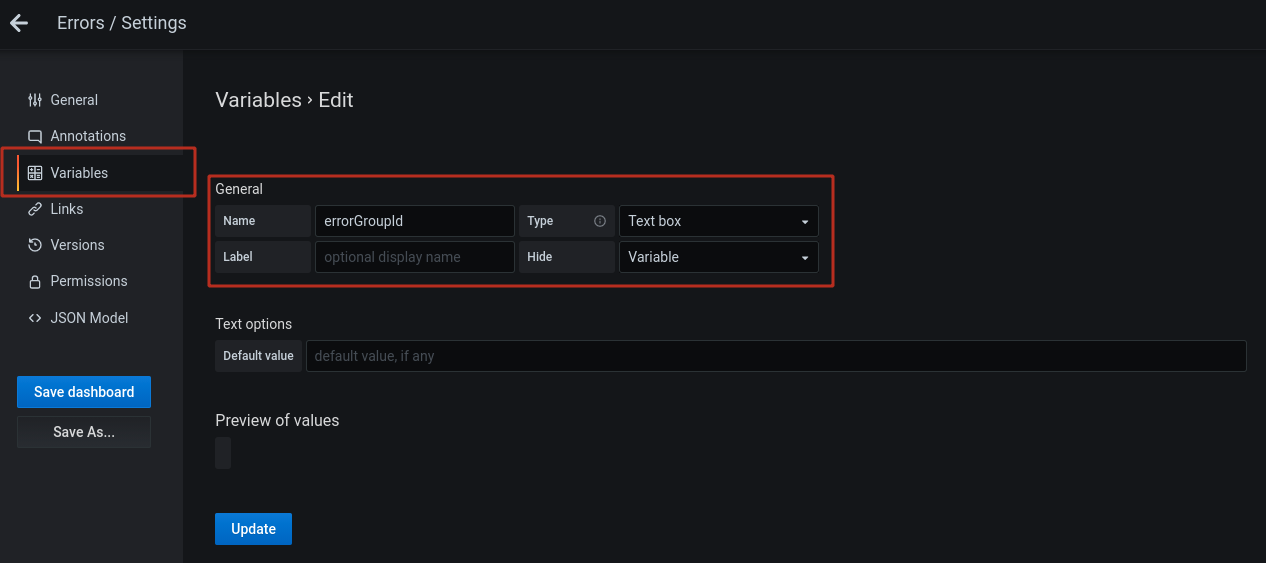 Errors / Settings
General
Annotations
Variables
Links
Versions
Permissions
JSON Model
Save dashboard
Save As...
Variables › Edit
General
Name errorGroupId Type Text box
Label optional display name Hide Variable
Text options
Default value default value, if any
Preview of values
Update